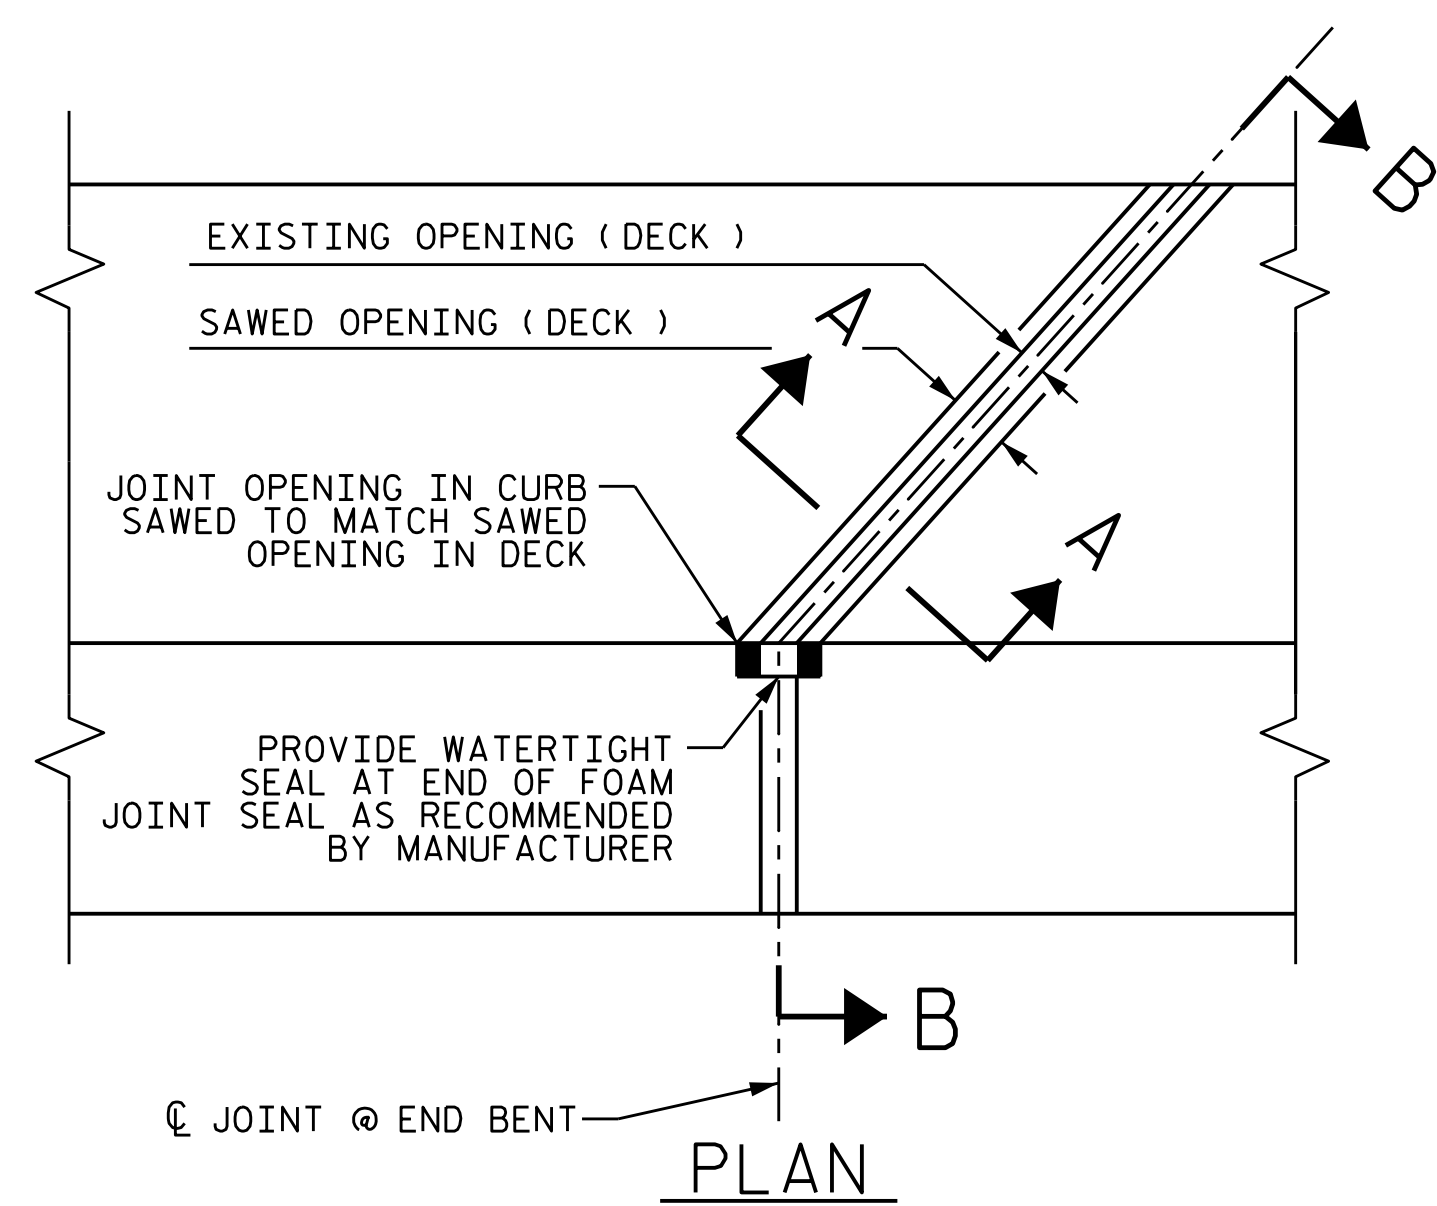 B
EXISTING OPENING ( DECK )
SAWED OPENING ( DECK )
A
JOINT OPENING IN CURB
SAWED TO MATCH SAWED
OPENING IN DECK
A
PROVIDE WATERTIGHT
SEAL AT END OF FOAM
JOINT SEAL AS RECOMMENDED
BY MANUFACTURER
B
℄ JOINT @ END BENT
PLAN